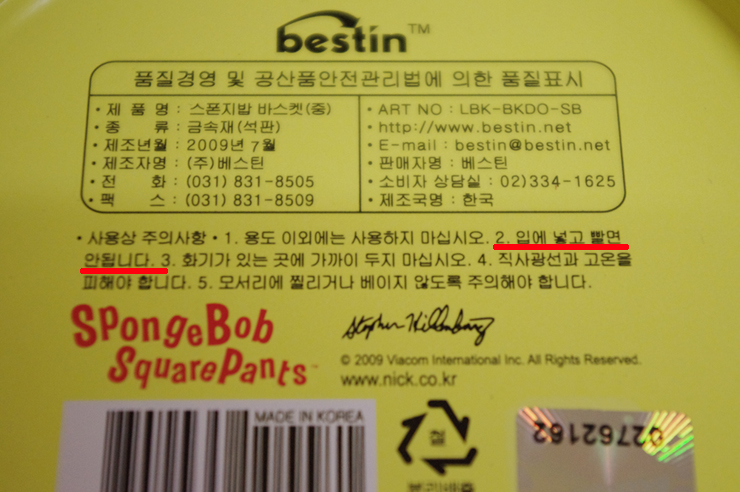 bestin™
품질경영 및 공산품안전관리법에 의한 품질표시
• 제 품 명 : 스폰지밥 바스켓(중)
• 종 류 : 금속재(석판)
• 제조년월 : 2009년 7월
• 제조자명 : (주)베스틴
• 전 화 : (031) 831-8505
• 팩 스 : (031) 831-8509
• ART NO : LBK-BKDO-SB
• http://www.bestin.net
• E-mail : bestin@bestin.net
• 판매자명 : 베스틴
• 소비자 상담실 : 02)334-1625
• 제조국명 : 한국
• 사용상 주의사항 • 1. 용도 이외에는 사용하지 마십시오. 2. 입에 넣고 빨면
안됩니다. 3. 화기가 있는 곳에 가까이 두지 마십시오. 4. 직사광선과 고온을
피해야 합니다. 5. 모서리에 찔리거나 베이지 않도록 주의해야 합니다.
SPongeBob
SquarePants™
Stephen Hillenburg
© 2009 Viacom International Inc. All Rights Reserved.
www.nick.co.kr
MADE IN KOREA
철
분리배출